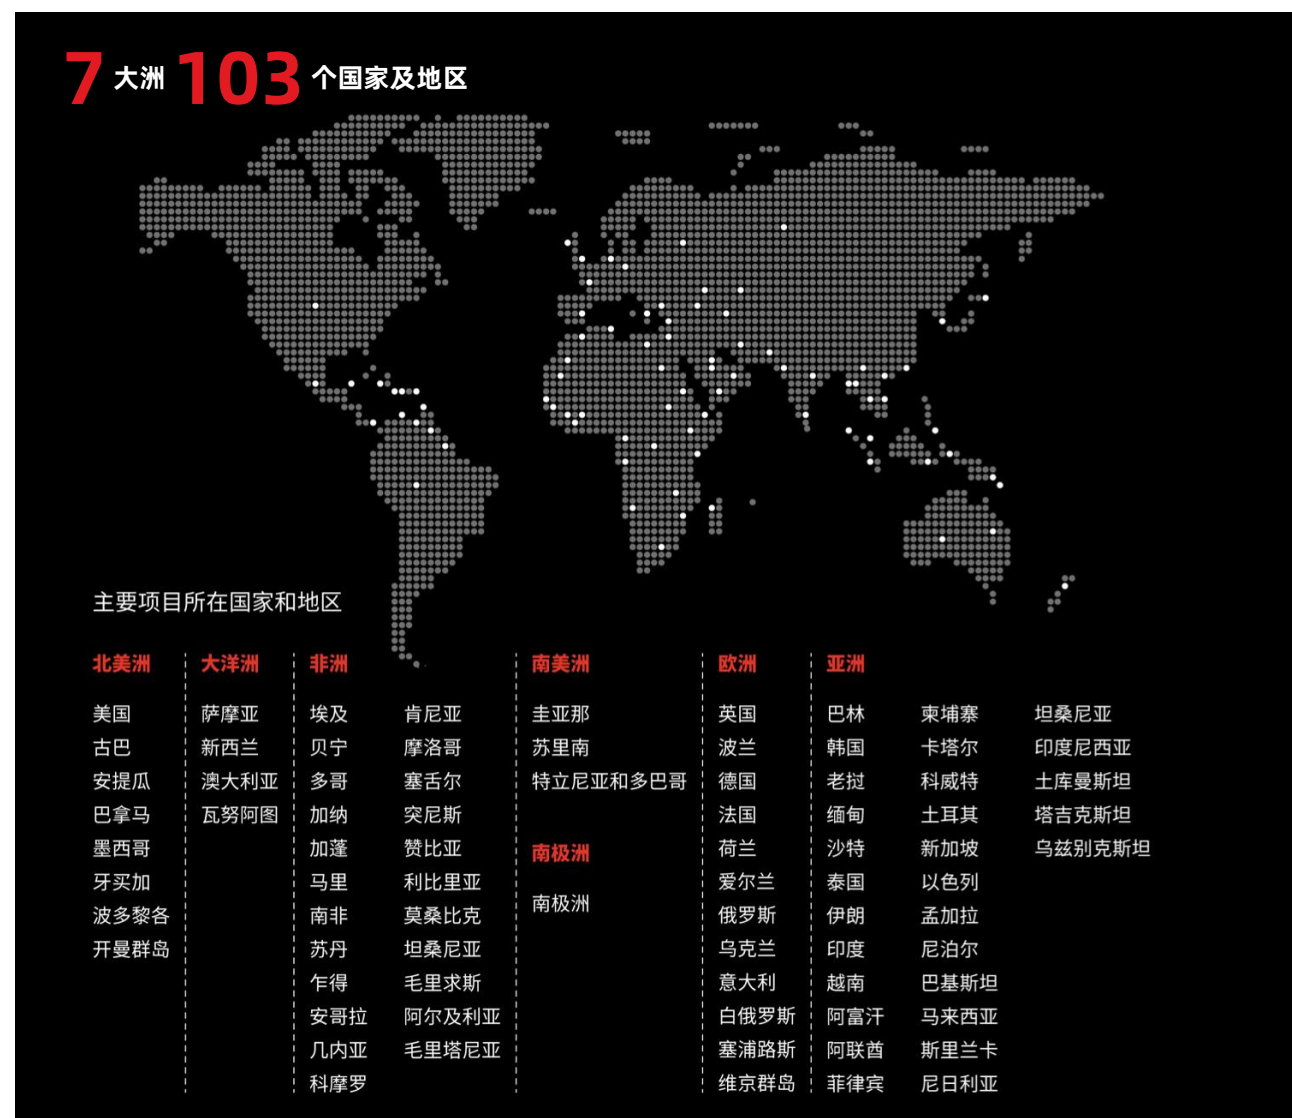 7 大洲 103 个国家及地区
主要项目所在国家和地区
北美洲
美国
古巴
安提瓜
巴拿马
墨西哥
牙买加
波多黎各
开曼群岛
大洋洲
萨摩亚
新西兰
澳大利亚
瓦努阿图
非洲
埃及
贝宁
多哥
加纳
加蓬
马里
南非
苏丹
乍得
安哥拉
几内亚
科摩罗
肯尼亚
摩洛哥
塞舌尔
突尼斯
赞比亚
利比里亚
莫桑比克
坦桑尼亚
毛里求斯
阿尔及利亚
毛里塔尼亚
南美洲
圭亚那
苏里南
特立尼亚和多巴哥
南极洲
南极洲
欧洲
英国
波兰
德国
法国
荷兰
爱尔兰
俄罗斯
乌克兰
意大利
白俄罗斯
塞浦路斯
维京群岛
亚洲
巴林
韩国
老挝
缅甸
沙特
泰国
伊朗
印度
越南
阿富汗
阿联酋
菲律宾
柬埔寨
卡塔尔
科威特
土耳其
新加坡
以色列
孟加拉
尼泊尔
巴基斯坦
马来西亚
斯里兰卡
尼日利亚
坦桑尼亚
印度尼西亚
土库曼斯坦
塔吉克斯坦
乌兹别克斯坦